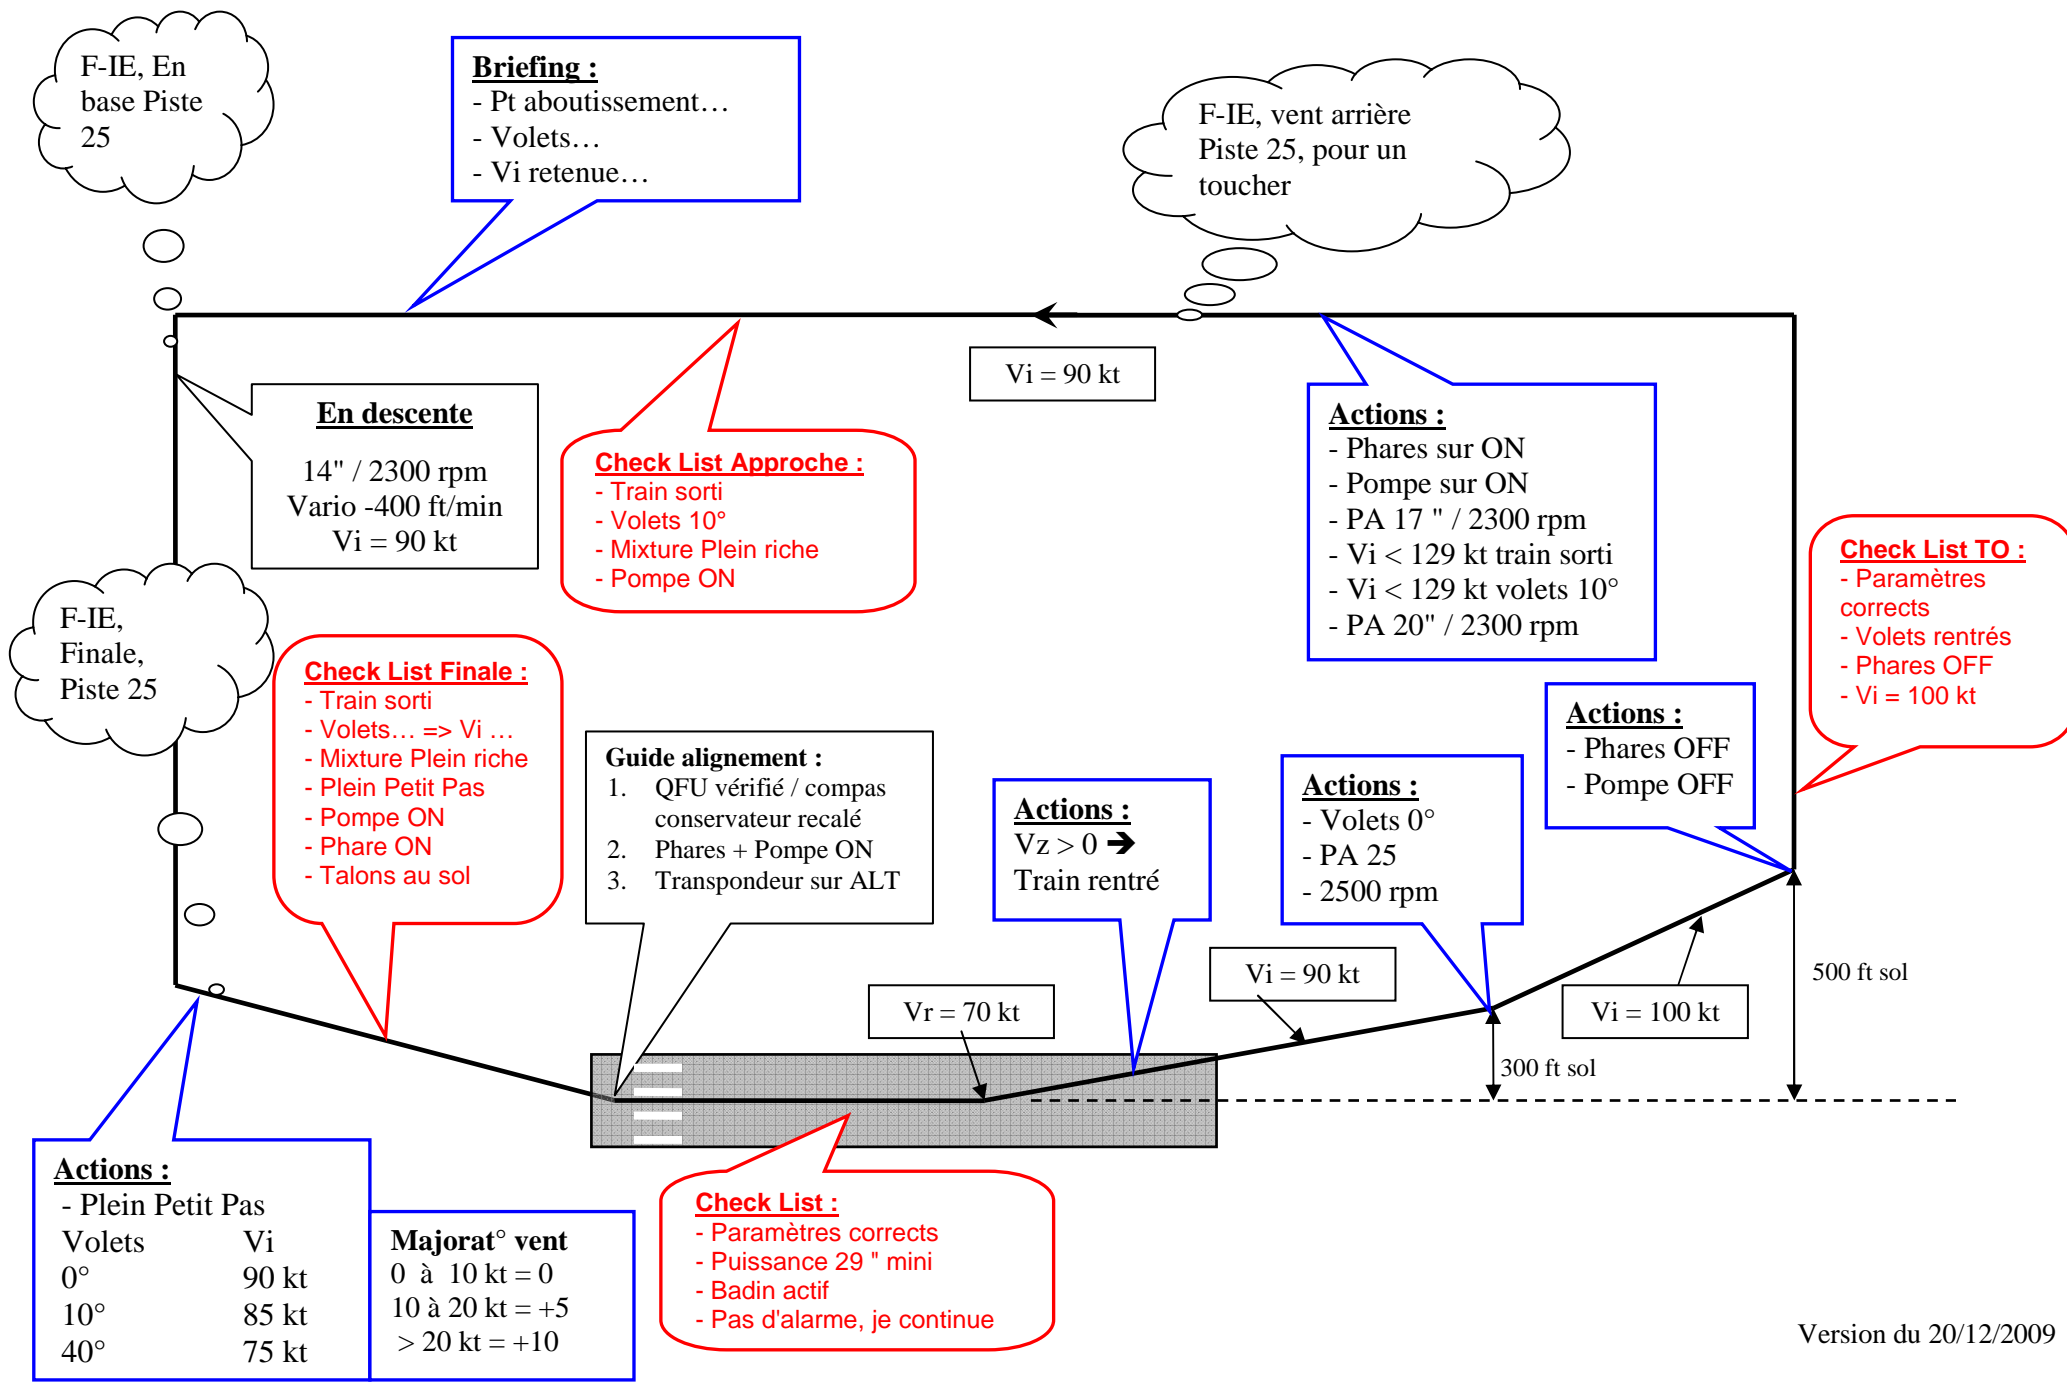 F-IE, En
base Piste
25
Briefing :
- Pt aboutissement…
- Volets…
- Vi retenue…
F-IE, vent arrière
Piste 25, pour un
toucher
Vi = 90 kt
En descente
14" / 2300 rpm
Vario -400 ft/min
Vi = 90 kt
Check List Approche :
- Train sorti
- Volets 10°
- Mixture Plein riche
- Pompe ON
Actions :
- Phares sur ON
- Pompe sur ON
- PA 17 " / 2300 rpm
- Vi < 129 kt train sorti
- Vi < 129 kt volets 10°
- PA 20" / 2300 rpm
Check List TO :
- Paramètres
corrects
- Volets rentrés
- Phares OFF
- Vi = 100 kt
F-IE,
Finale,
Piste 25
Check List Finale :
- Train sorti
- Volets… => Vi …
- Mixture Plein riche
- Plein Petit Pas
- Pompe ON
- Phare ON
- Talons au sol
Guide alignement :
1. QFU vérifié / compas
conservateur recalé
2. Phares + Pompe ON
3. Transpondeur sur ALT
Actions :
Vz > 0 ➔
Train rentré
Actions :
- Volets 0°
- PA 25
- 2500 rpm
Actions :
- Phares OFF
- Pompe OFF
Vr = 70 kt
Vi = 90 kt
Vi = 100 kt
500 ft sol
300 ft sol
Actions :
- Plein Petit Pas
Volets Vi
0° 90 kt
10° 85 kt
40° 75 kt
Majorat° vent
0 à 10 kt = 0
10 à 20 kt = +5
> 20 kt = +10
Check List :
- Paramètres corrects
- Puissance 29 " mini
- Badin actif
- Pas d'alarme, je continue
Version du 20/12/2009